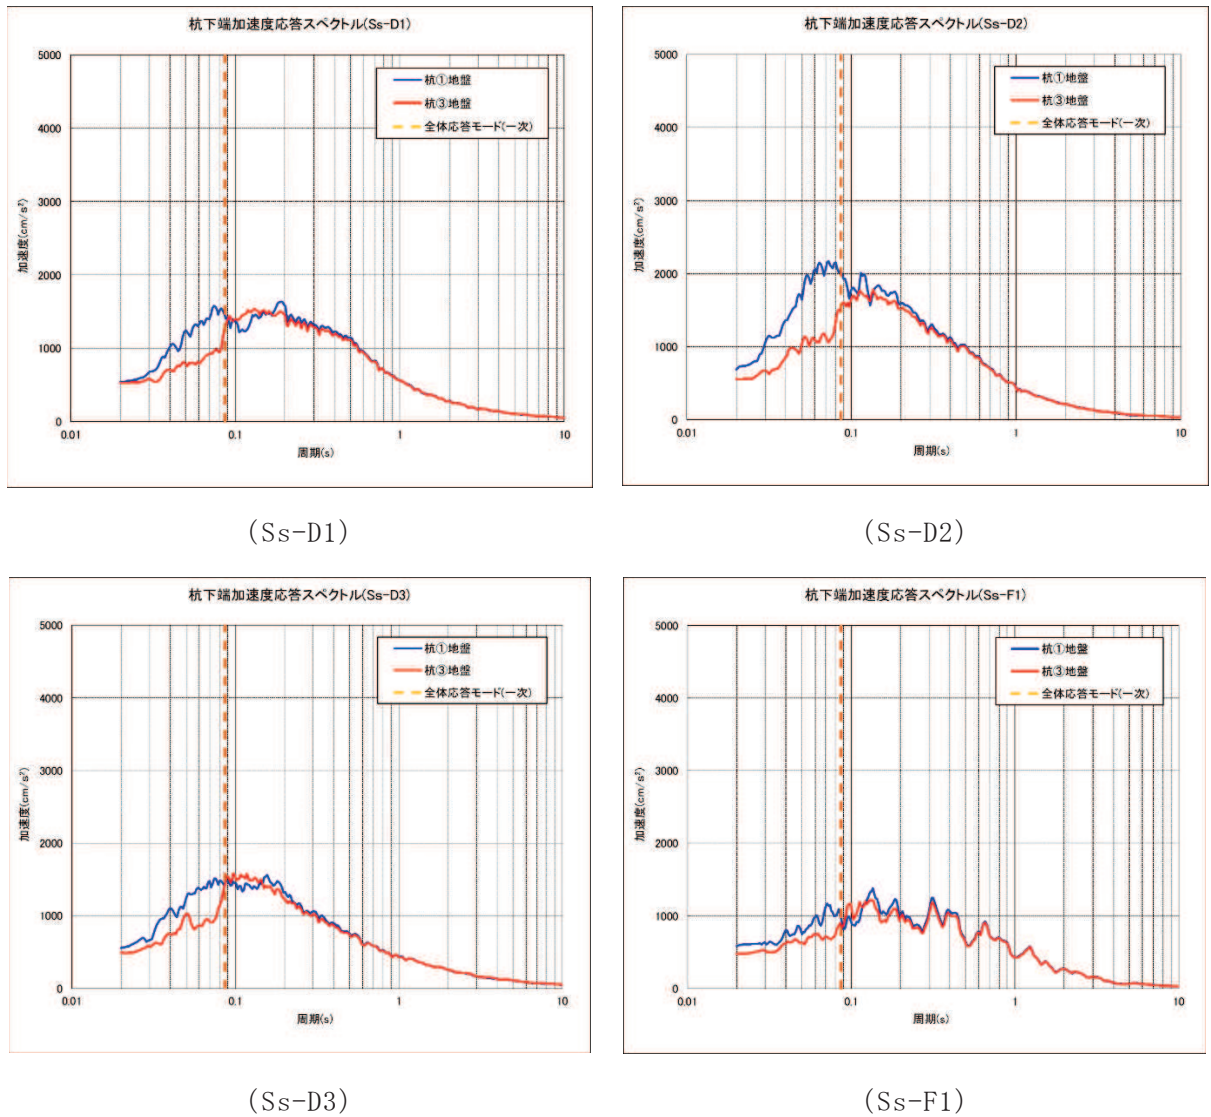 杭下端加速度応答スペクトル(Ss-D1)
5000
4000
3000
2000
1000
0
加速度(cm/s²)
0.01
0.1
1
10
周期(s)
杭①地盤
杭③地盤
全体応答モード(一次)
(Ss-D1)
杭下端加速度応答スペクトル(Ss-D2)
5000
4000
3000
2000
1000
0
加速度(cm/s²)
0.01
0.1
1
10
周期(s)
杭①地盤
杭③地盤
全体応答モード(一次)
(Ss-D2)
杭下端加速度応答スペクトル(Ss-D3)
5000
4000
3000
2000
1000
0
加速度(cm/s²)
0.01
0.1
1
10
周期(s)
杭①地盤
杭③地盤
全体応答モード(一次)
(Ss-D3)
杭下端加速度応答スペクトル(Ss-F1)
5000
4000
3000
2000
1000
0
加速度(cm/s²)
0.01
0.1
1
10
周期(s)
杭①地盤
杭③地盤
全体応答モード(一次)
(Ss-F1)